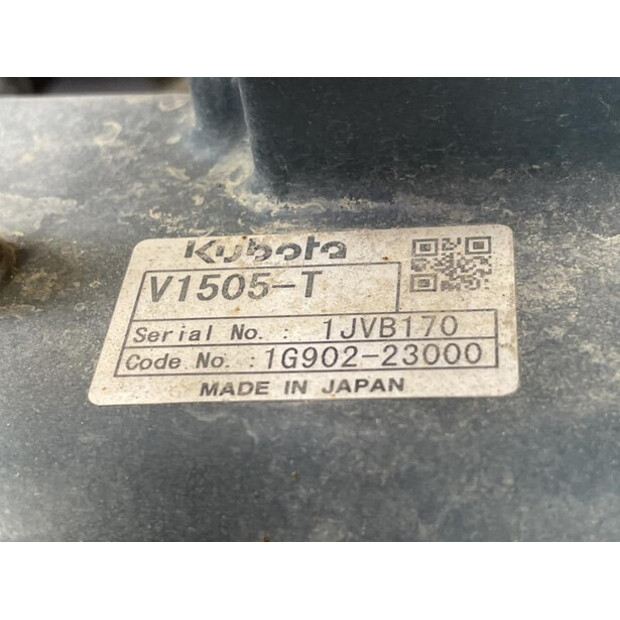 Kubota
V1505-T
Serial No. : 1JVB170
Code No. : 1G902-23000
MADE IN JAPAN